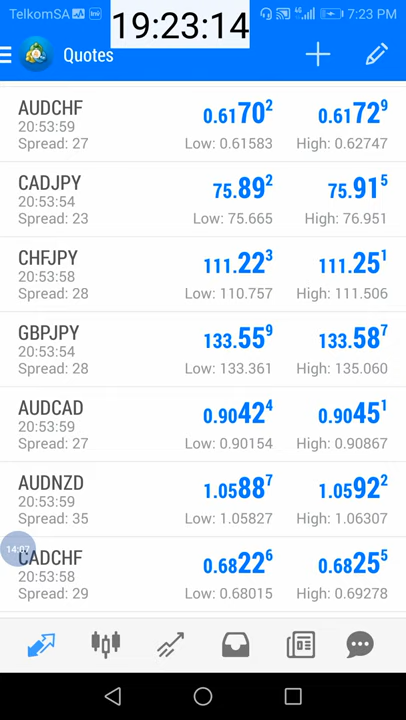 TelkomSA 7:23 PM
19:23:14
Quotes
AUDCHF 0.6170² 0.6172⁹
20:53:59
Spread: 27 Low: 0.61583 High: 0.62747
CADJPY 75.89² 75.91⁵
20:53:54
Spread: 23 Low: 75.665 High: 76.951
CHFJPY 111.22³ 111.25¹
20:53:58
Spread: 28 Low: 110.757 High: 111.506
GBPJPY 133.55⁹ 133.58⁷
20:53:54
Spread: 28 Low: 133.361 High: 135.060
AUDCAD 0.9042⁴ 0.9045¹
20:53:59
Spread: 27 Low: 0.90154 High: 0.90867
AUDNZD 1.0588⁷ 1.0592²
20:53:59
Spread: 35 Low: 1.05827 High: 1.06307
14:07
CADCHF 0.6822⁶ 0.6825⁵
20:53:58
Spread: 29 Low: 0.68015 High: 0.69278